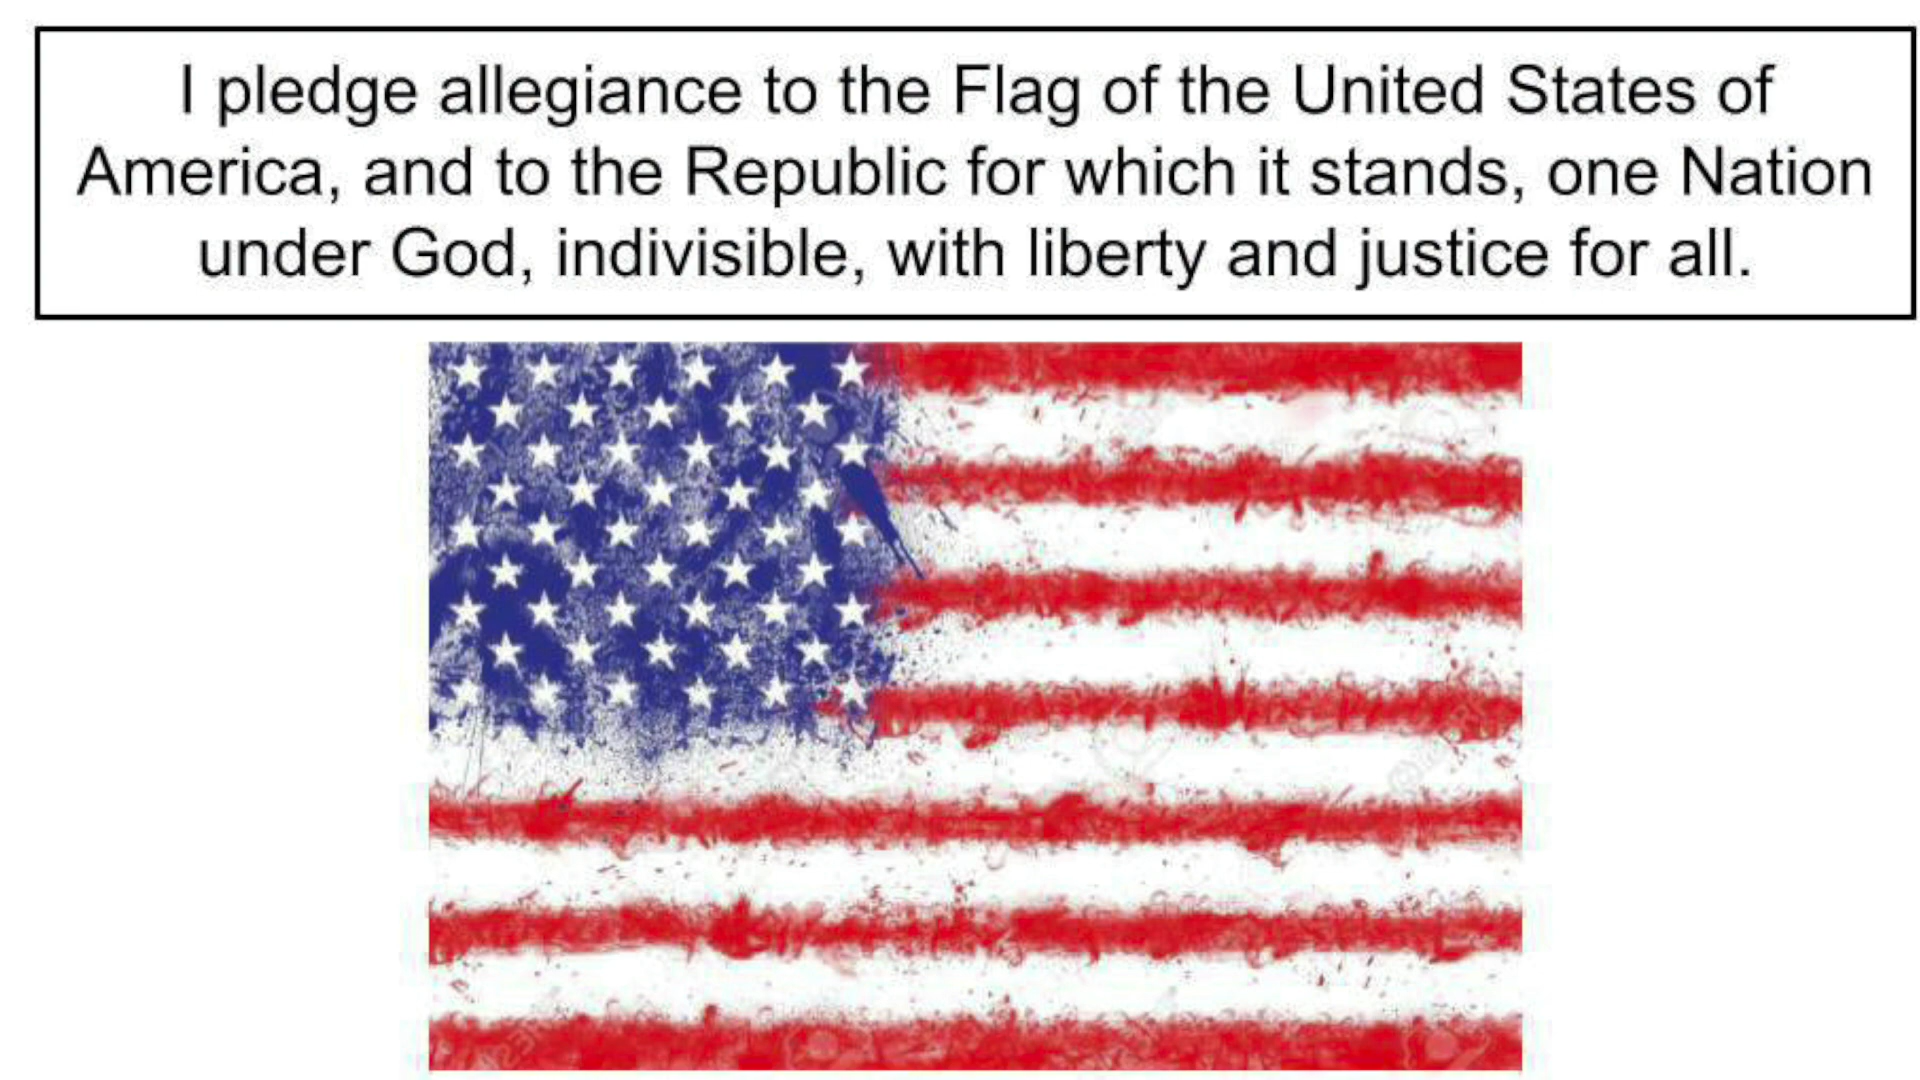 I pledge allegiance to the Flag of the United States of
America, and to the Republic for which it stands, one Nation
under God, indivisible, with liberty and justice for all.